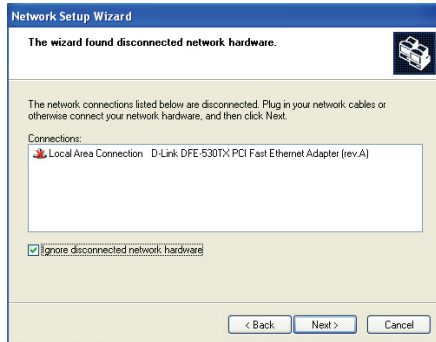 Network Setup Wizard
The wizard found disconnected network hardware.
The network connections listed below are disconnected. Plug in your network cables or
otherwise connect your network hardware, and then click Next.
Connections:
Local Area Connection D-Link DFE-530TX PCI Fast Ethernet Adapter (rev.A)
Ignore disconnected network hardware
< Back Next > Cancel